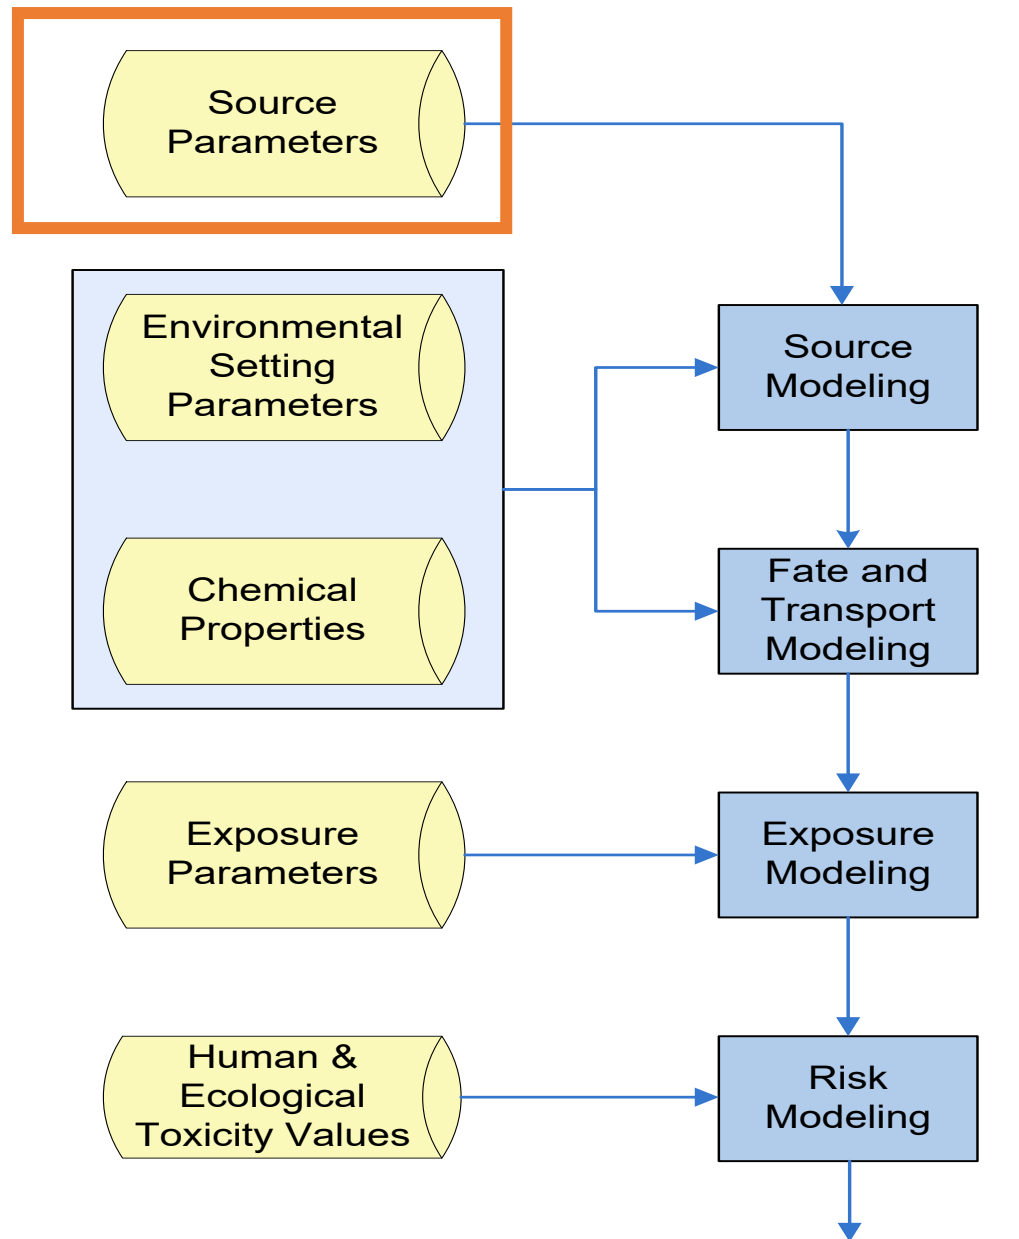 Source
Parameters
Environmental
Setting
Parameters
Source
Modeling
Chemical
Properties
Fate and
Transport
Modeling
Exposure
Parameters
Exposure
Modeling
Human &
Ecological
Toxicity Values
Risk
Modeling